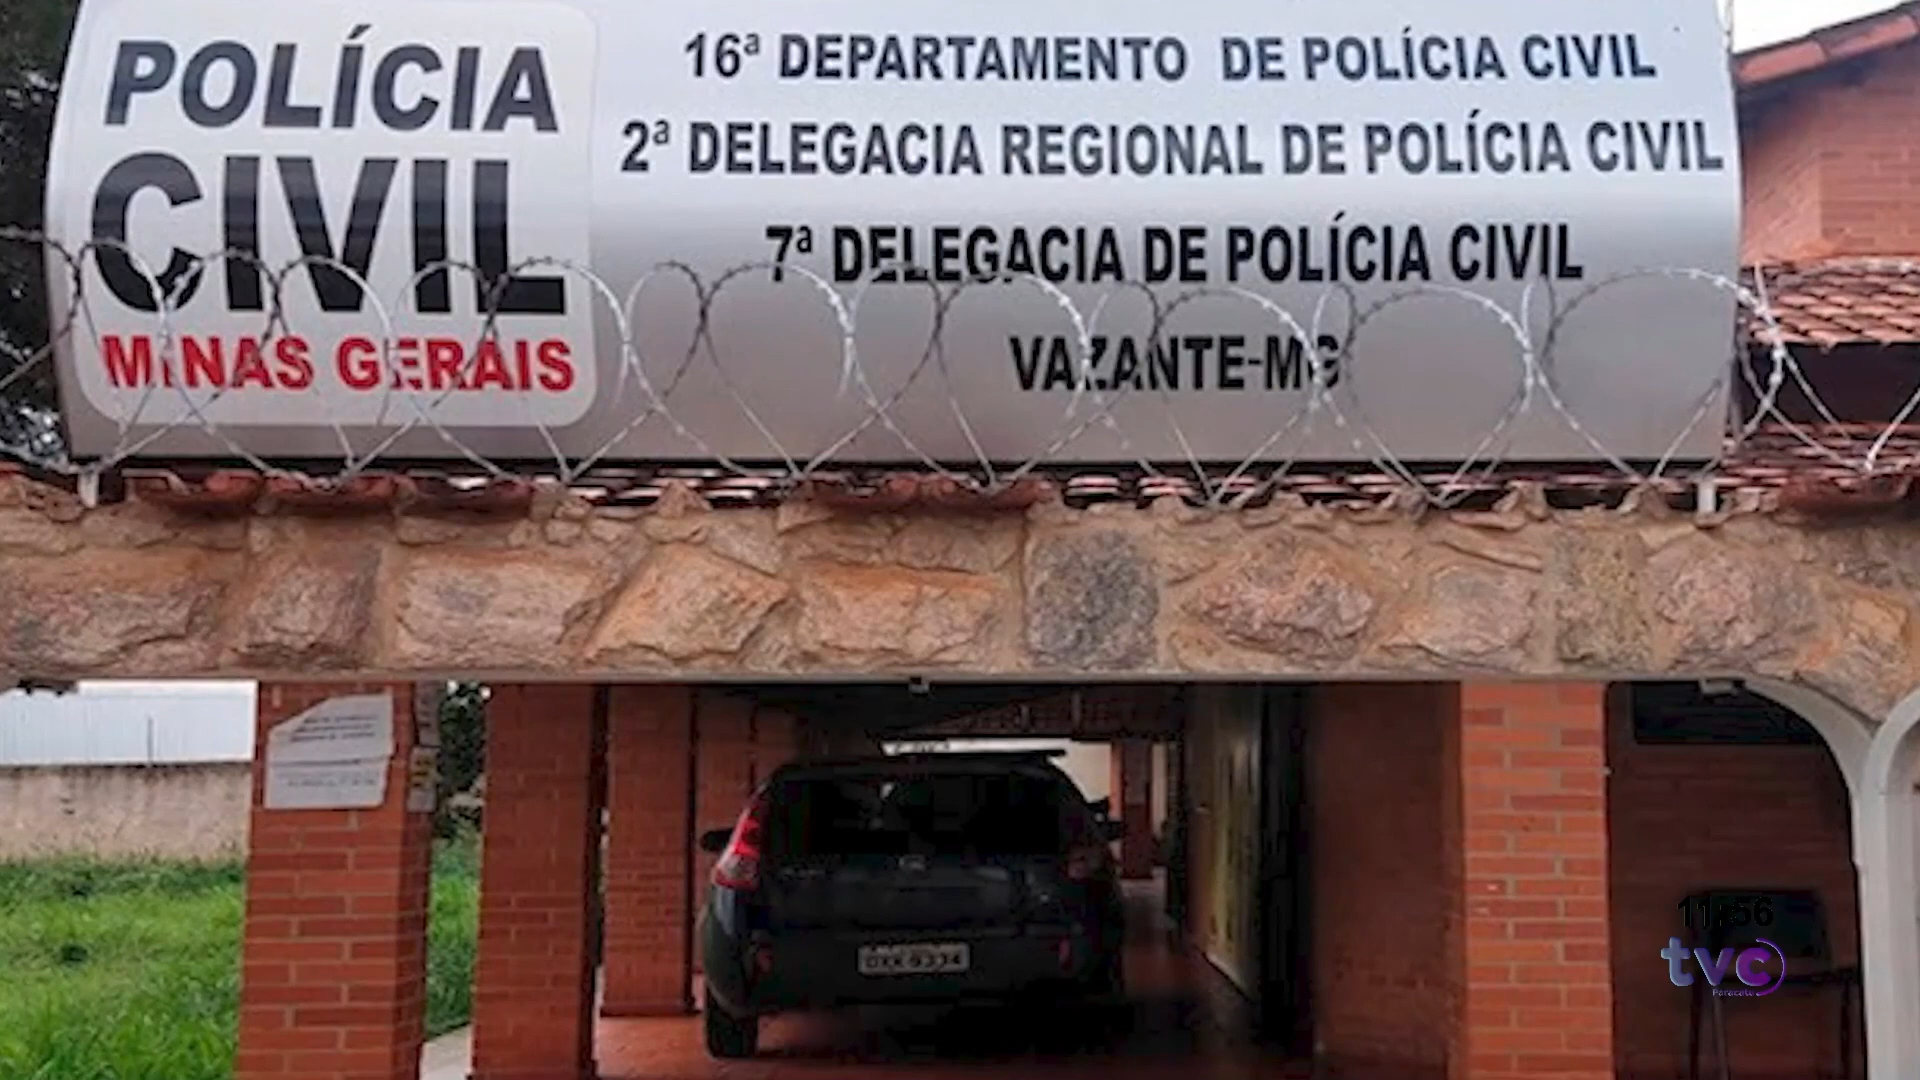 POLÍCIA
CIVIL
MINAS GERAIS
16ª DEPARTAMENTO DE POLÍCIA CIVIL
2ª DELEGACIA REGIONAL DE POLÍCIA CIVIL
7ª DELEGACIA DE POLÍCIA CIVIL
VAZANTE-MG
11:56
tvc
Paracatu